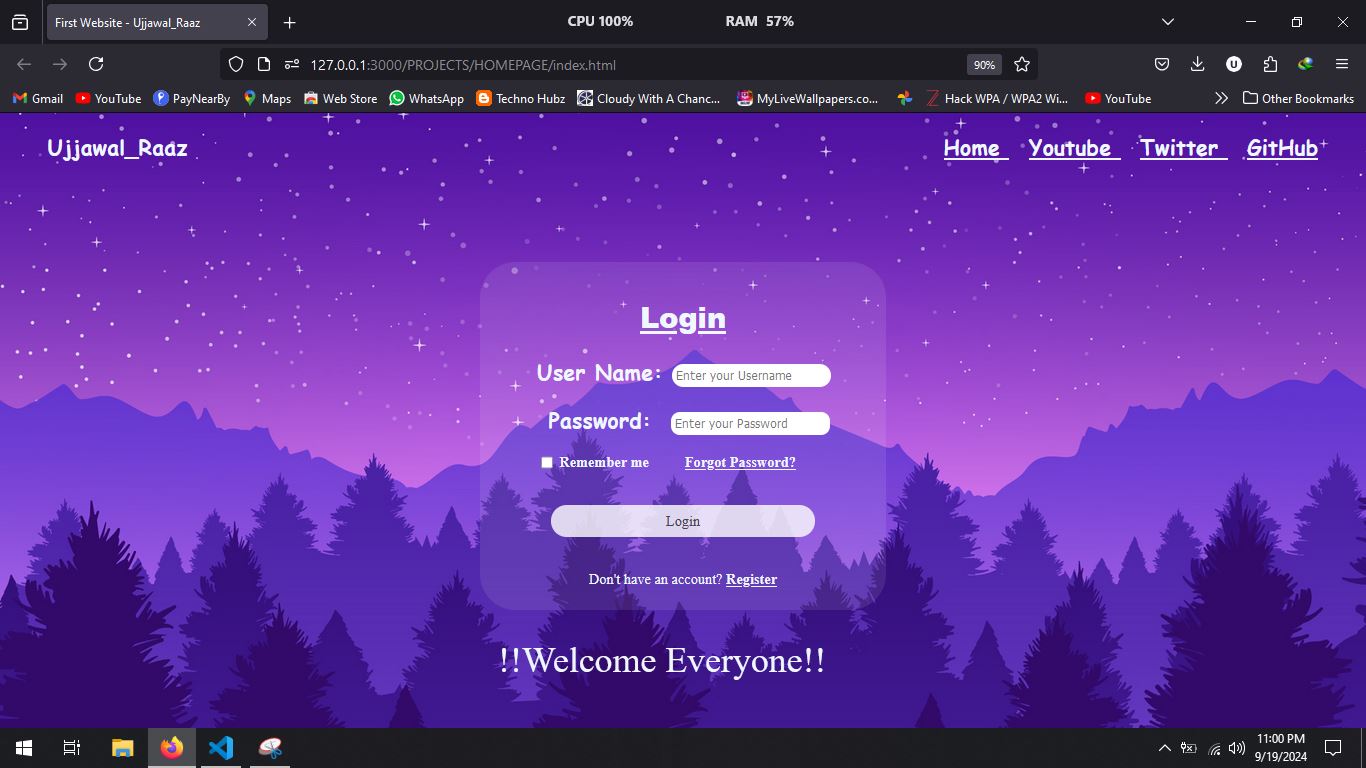 First Website - Ujjawal_Raaz CPU 100% RAM 57%
127.0.0.1:3000/PROJECTS/HOMEPAGE/index.html 90%
Gmail YouTube PayNearBy Maps Web Store WhatsApp Techno Hubz Cloudy With A Chanc... MyLiveWallpapers.co... Hack WPA / WPA2 Wi... YouTube Other Bookmarks
Ujjawal_Raaz Home Youtube Twitter GitHub
Login
User Name: Enter your Username
Password: Enter your Password
Remember me Forgot Password?
Login
Don't have an account? Register
!!Welcome Everyone!!
11:00 PM
9/19/2024